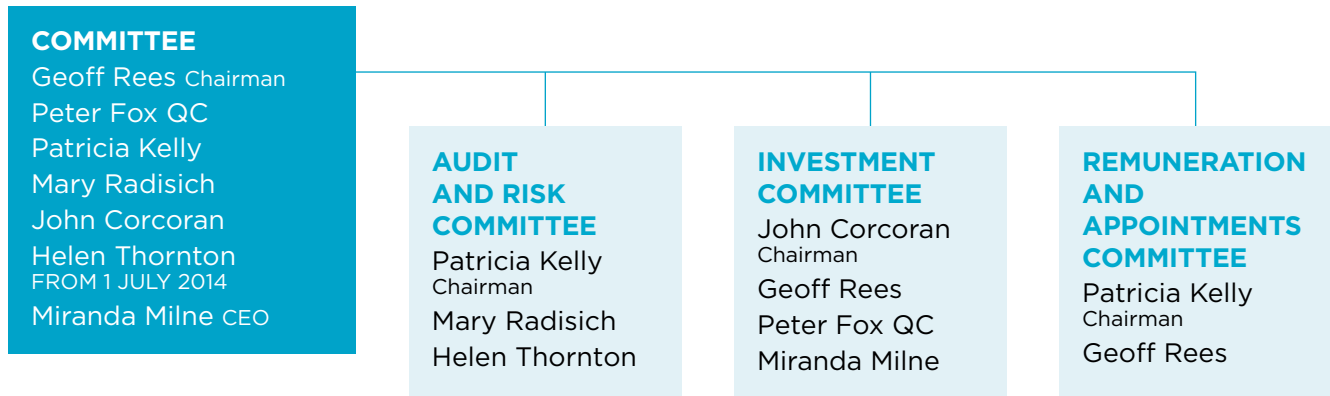 COMMITTEE
Geoff Rees Chairman
Peter Fox QC
Patricia Kelly
Mary Radisich
John Corcoran
Helen Thornton
FROM 1 JULY 2014
Miranda Milne CEO
AUDIT
AND RISK
COMMITTEE
Patricia Kelly
Chairman
Mary Radisich
Helen Thornton
INVESTMENT
COMMITTEE
John Corcoran
Chairman
Geoff Rees
Peter Fox QC
Miranda Milne
REMUNERATION
AND
APPOINTMENTS
COMMITTEE
Patricia Kelly
Chairman
Geoff Rees